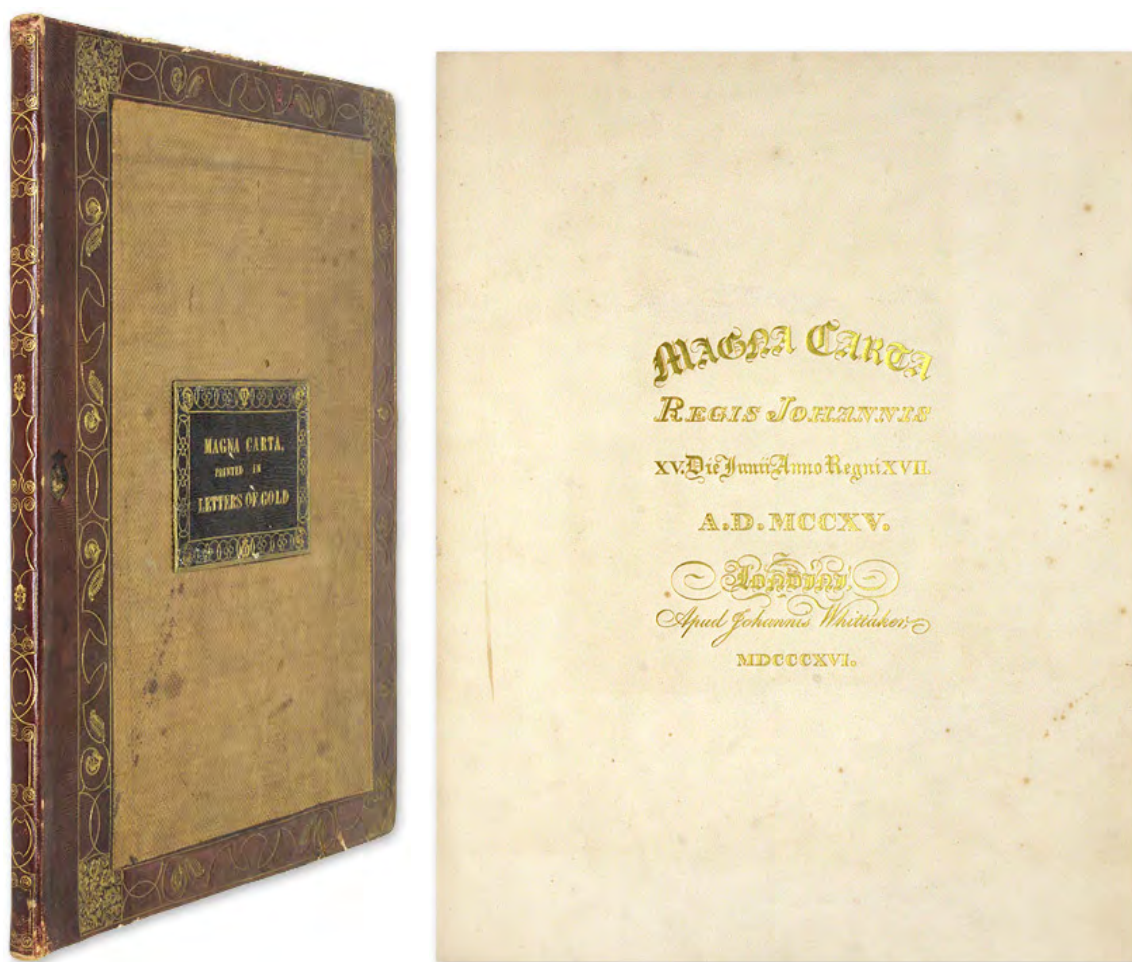 MAGNA CARTA,
PRINTED IN
LETTERS OF GOLD
MAGNA CARTA
REGIS JOHANNIS
XV. Die Junii Anno Regni XVII.
A.D. MCCXV.
LONDINI,
Apud Johannis Whittaker,
MDCCCXVI.